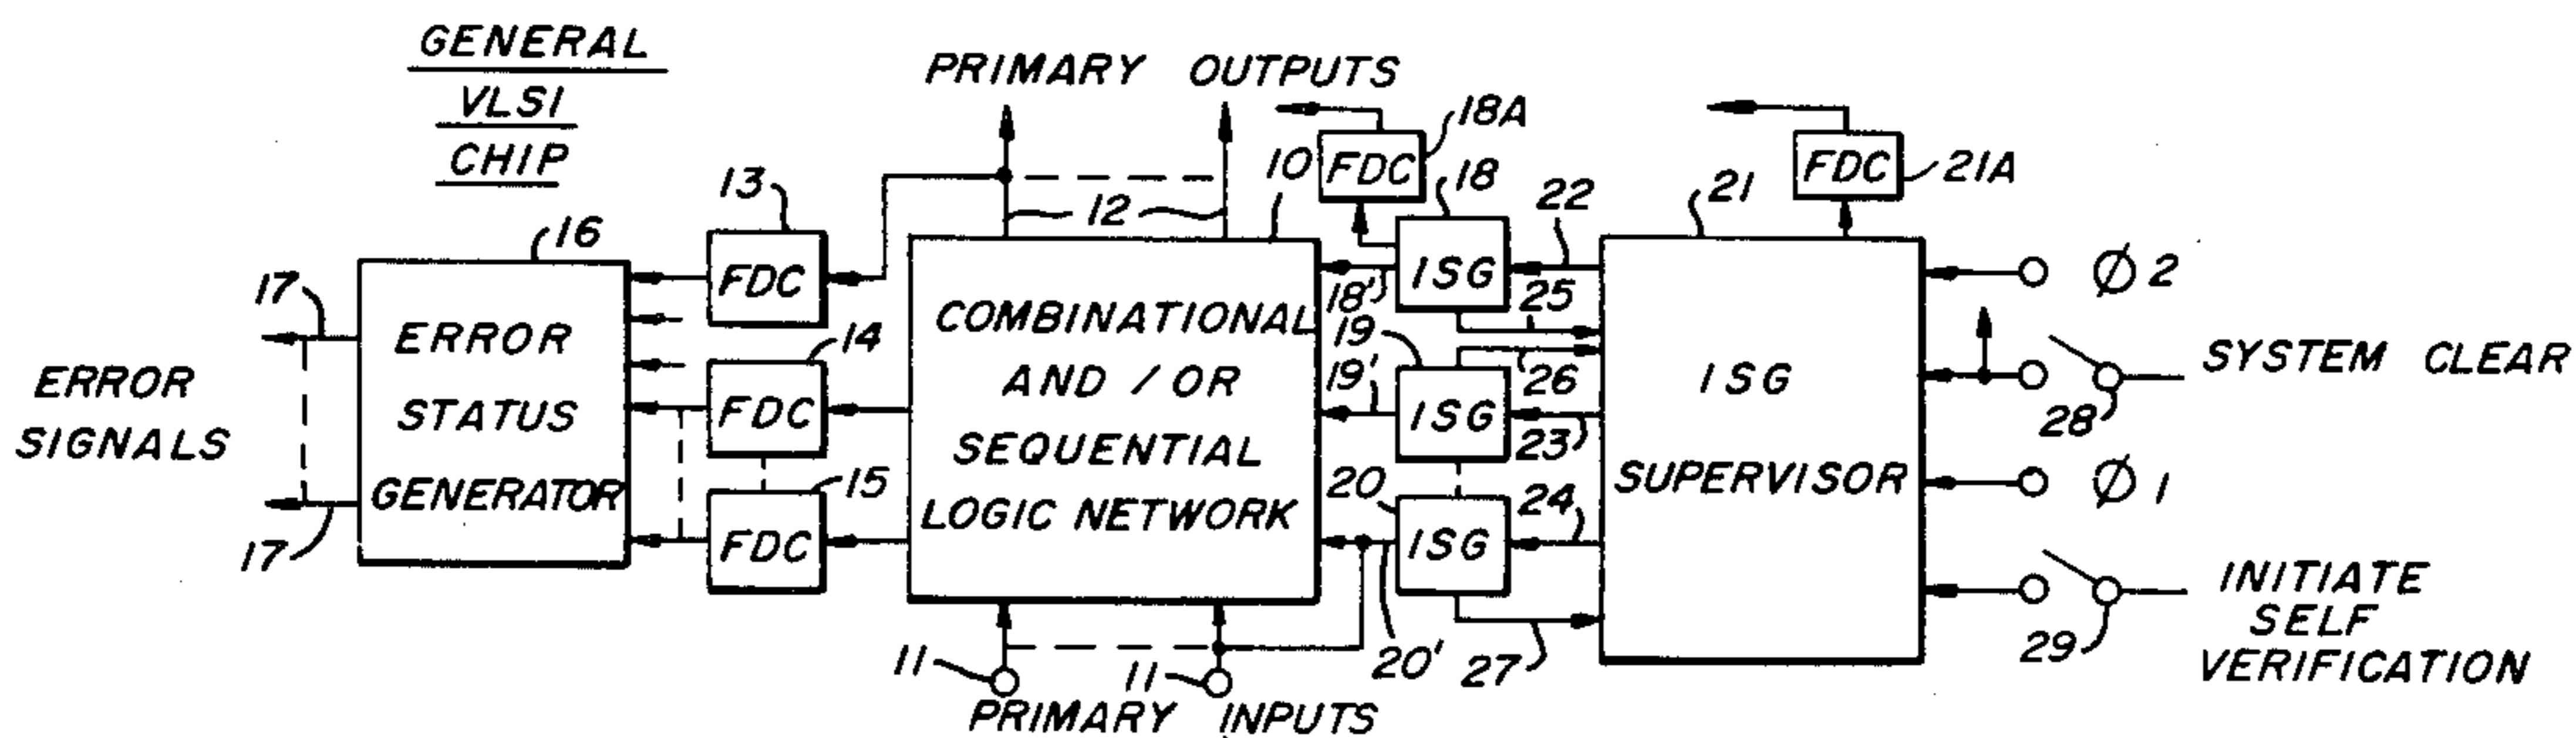 GENERAL
VLSI
CHIP
PRIMARY OUTPUTS
18A
FDC
FDC
21A
13
12
10
18
22
21
16
FDC
ISG
18'
25
Ø2
17
ERROR
STATUS
GENERATOR
14
FDC
COMBINATIONAL
AND / OR
SEQUENTIAL
LOGIC NETWORK
19
19'
ISG
26
23
ISG
SUPERVISOR
SYSTEM CLEAR
28
ERROR
SIGNALS
17
15
FDC
20
ISG
24
20'
27
Ø1
29
INITIATE
SELF
VERIFICATION
11
11
PRIMARY INPUTS